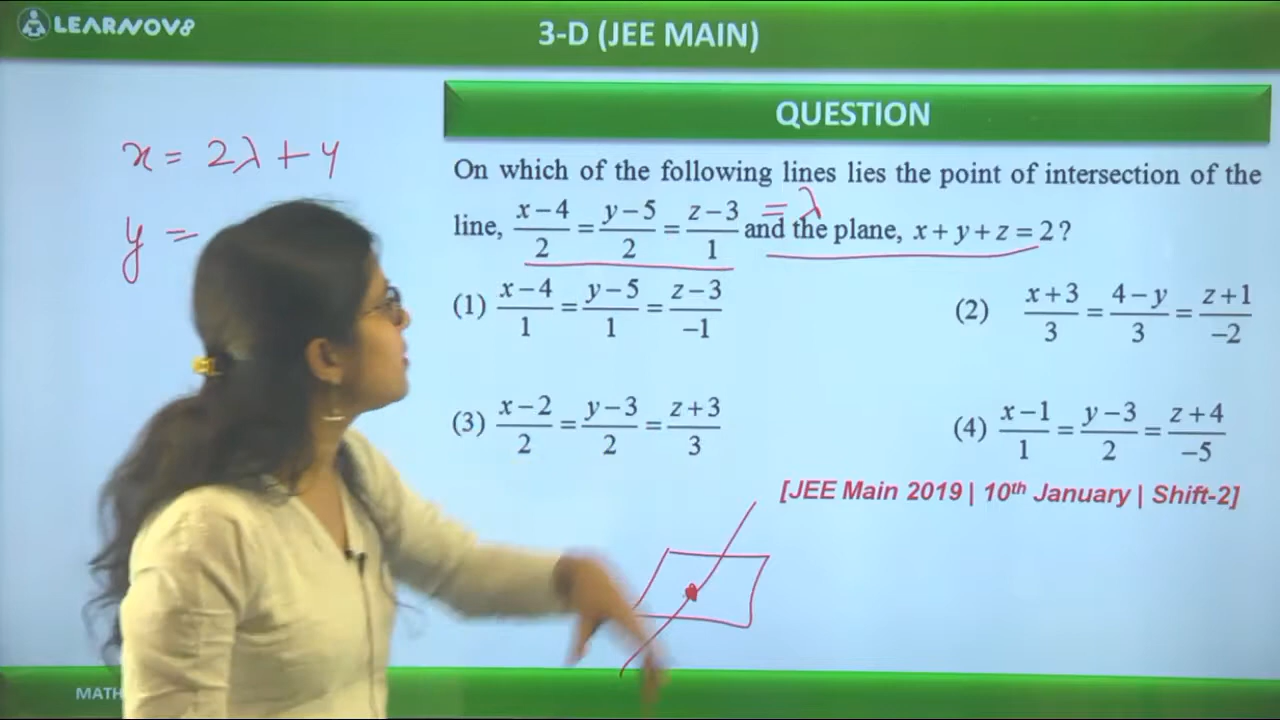 LEARNOV8
3-D (JEE MAIN)
QUESTION
x = 2λ + 4
y =
On which of the following lines lies the point of intersection of the
line, (x−4)/2 = (y−5)/2 = (z−3)/1 = λ and the plane, x + y + z = 2?
(1) (x−4)/1 = (y−5)/1 = (z−3)/−1
(2) (x+3)/3 = (4−y)/3 = (z+1)/−2
(3) (x−2)/2 = (y−3)/2 = (z+3)/3
(4) (x−1)/1 = (y−3)/2 = (z+4)/−5
[JEE Main 2019 | 10th January | Shift-2]
MATH